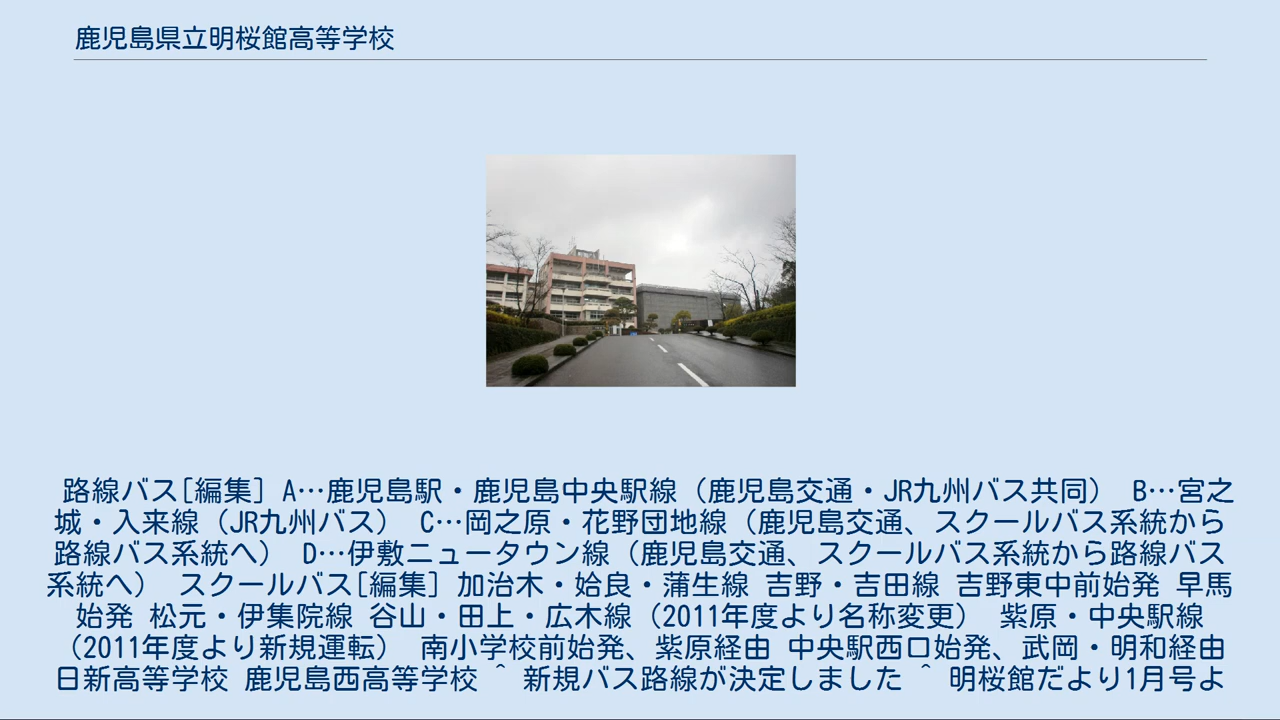 鹿児島県立明桜館高等学校
路線バス[編集] A…鹿児島駅・鹿児島中央駅線（鹿児島交通・JR九州バス共同） B…宮之
城・入来線（JR九州バス） C…岡之原・花野団地線（鹿児島交通、スクールバス系統から
路線バス系統へ） D…伊敷ニュータウン線（鹿児島交通、スクールバス系統から路線バス
系統へ） スクールバス[編集] 加治木・姶良・蒲生線 吉野・吉田線 吉野東中前始発 早馬
始発 松元・伊集院線 谷山・田上・広木線（2011年度より名称変更） 紫原・中央駅線
（2011年度より新規運転） 南小学校前始発、紫原経由 中央駅西口始発、武岡・明和経由
日新高等学校 鹿児島西高等学校 ^ 新規バス路線が決定しました ^ 明桜館だより1月号よ